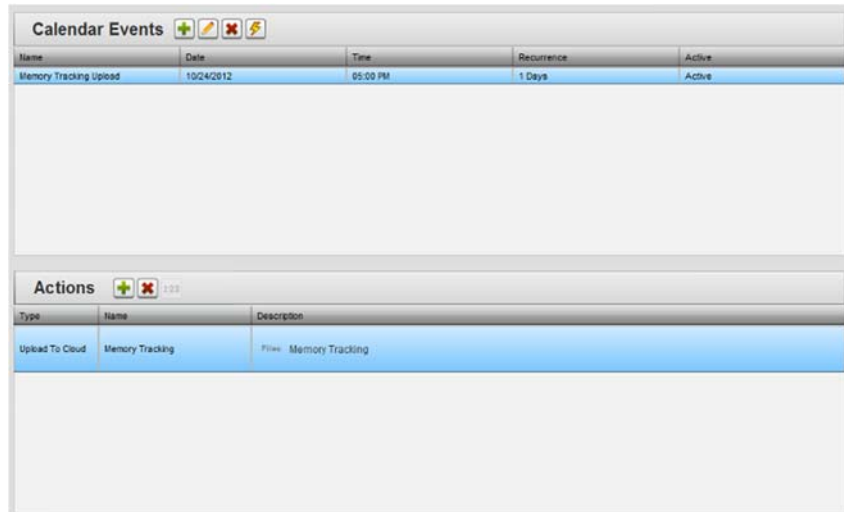 Calendar Events
Name Date Time Recurrence Active
Memory Tracking Upload 10/24/2012 05:00 PM 1 Days Active
Actions
Type Name Description
Upload To Cloud Memory Tracking Files Memory Tracking